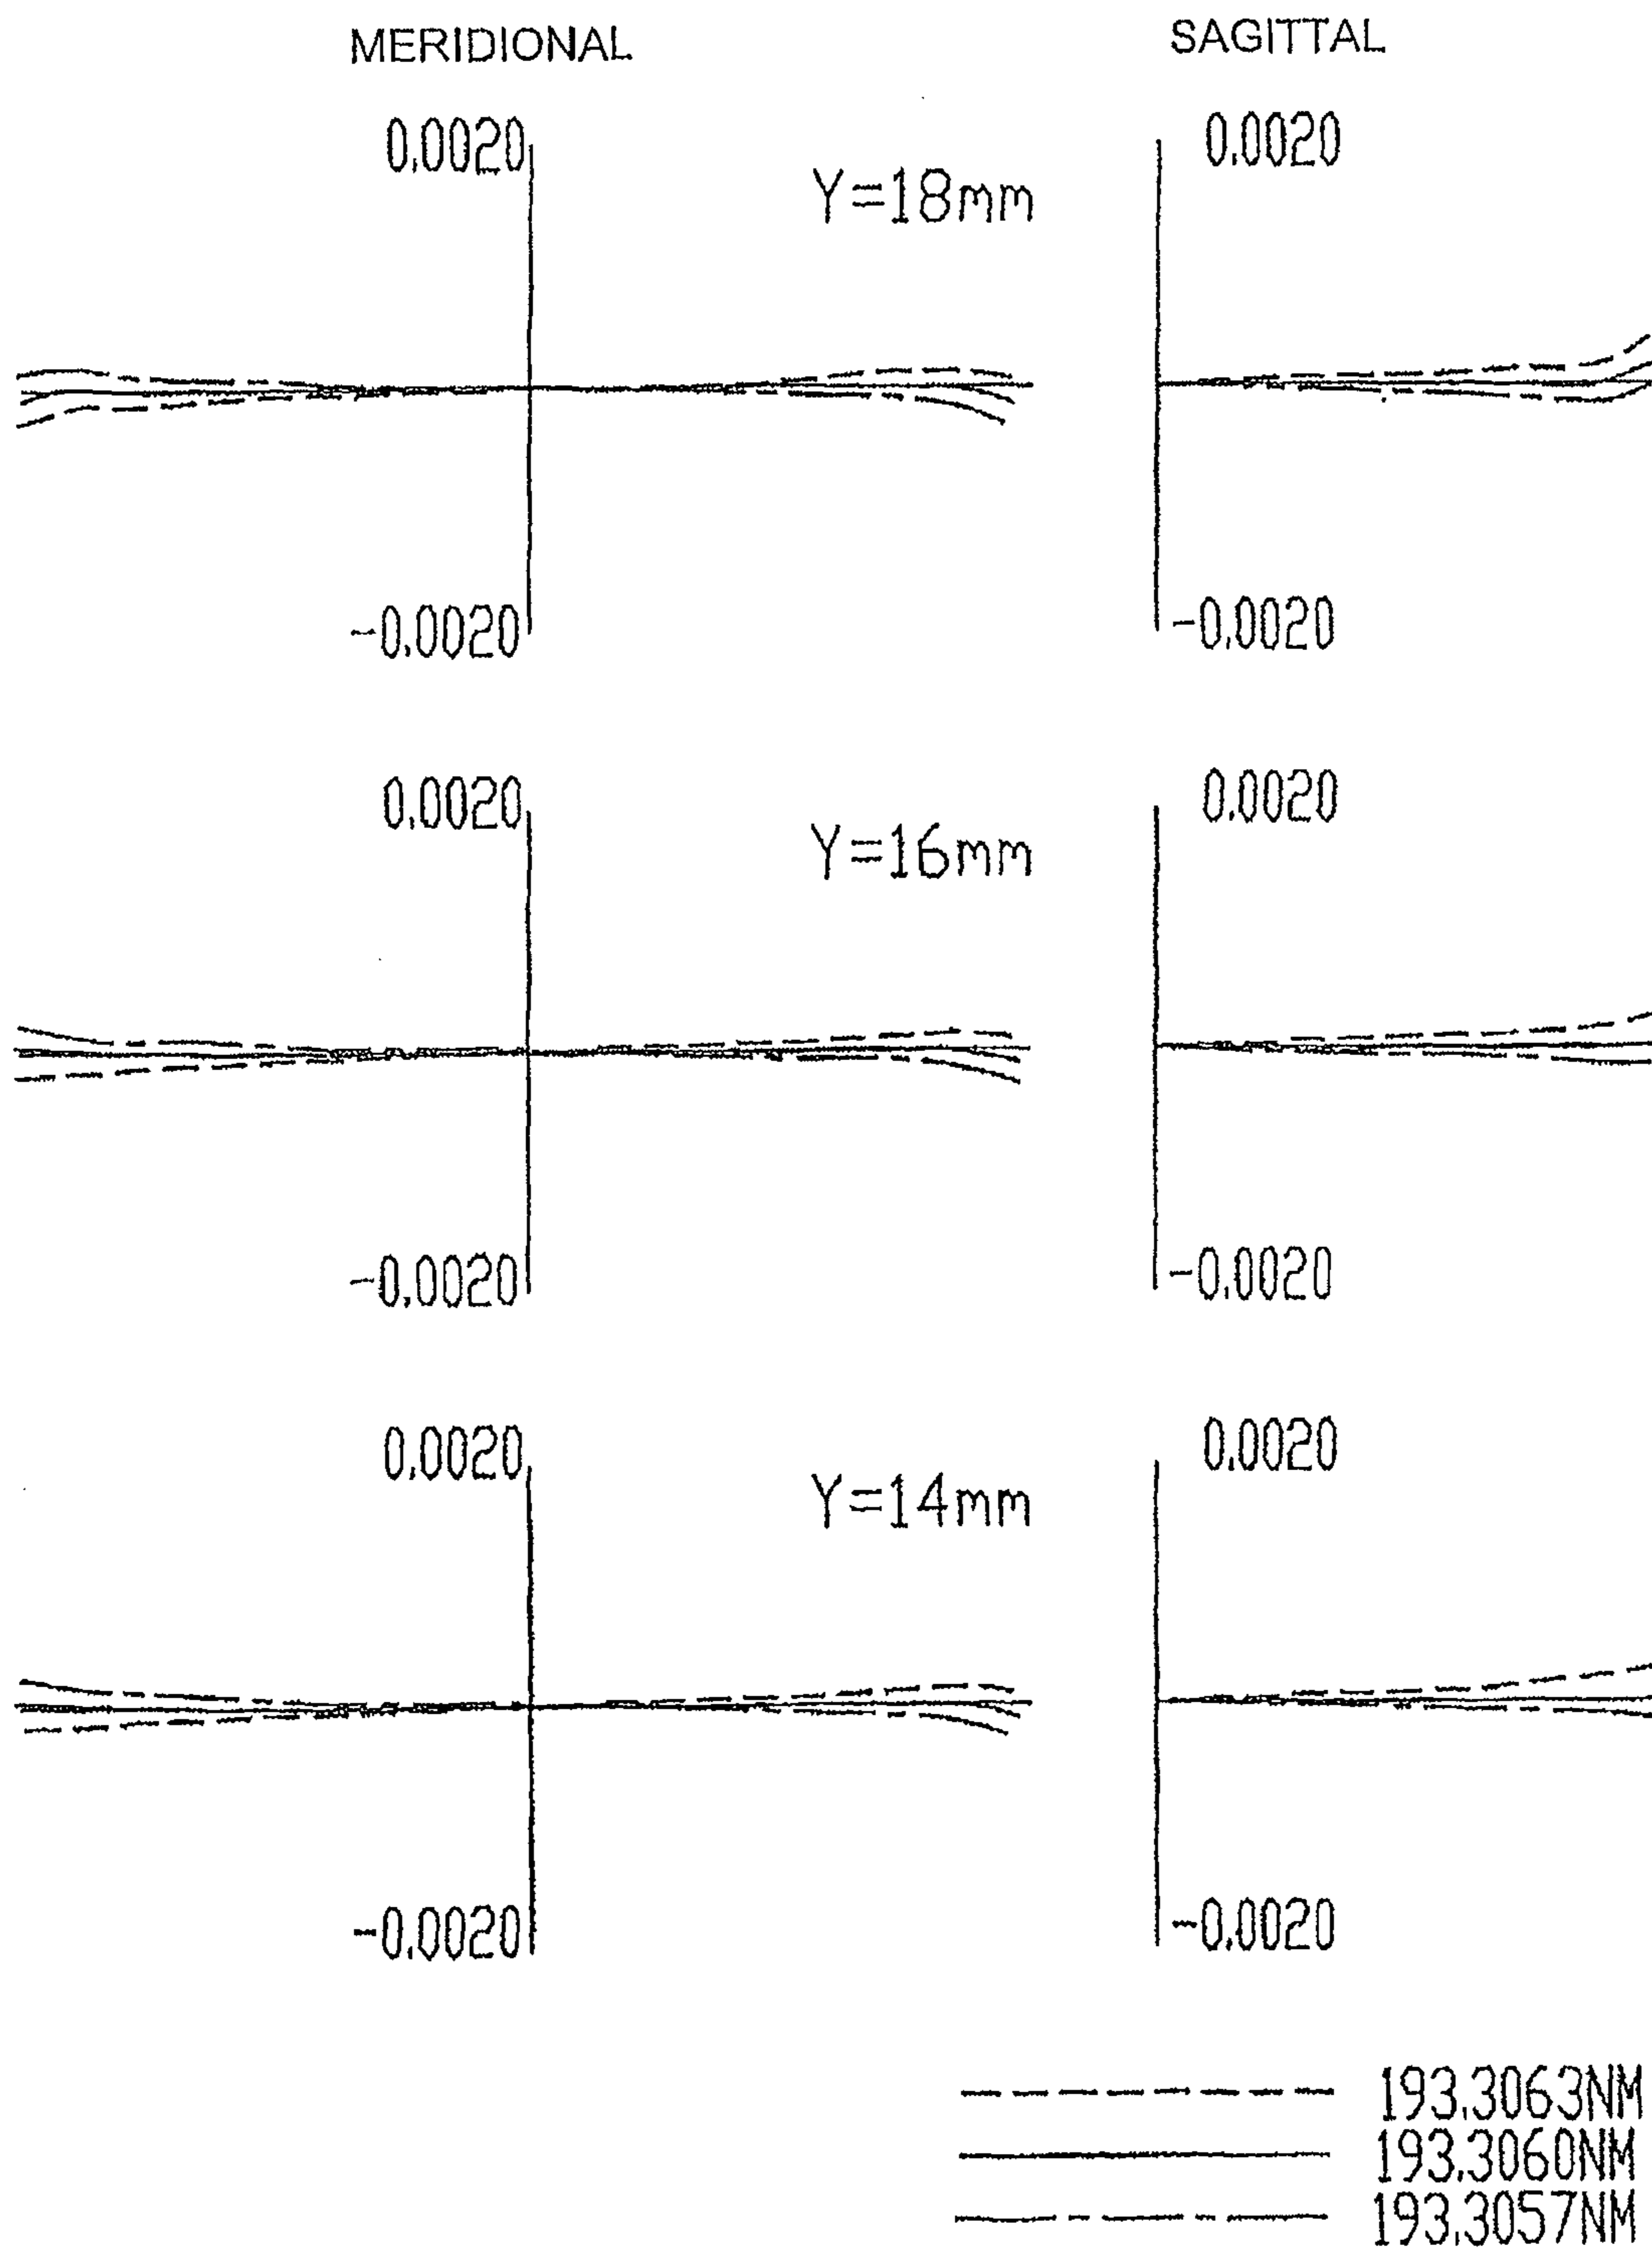 MERIDIONAL SAGITTAL
0.0020 0.0020
Y=18mm
-0.0020 -0.0020
0.0020 0.0020
Y=16mm
-0.0020 -0.0020
0.0020 0.0020
Y=14mm
-0.0020 -0.0020
193.3063NM
193.3060NM
193.3057NM